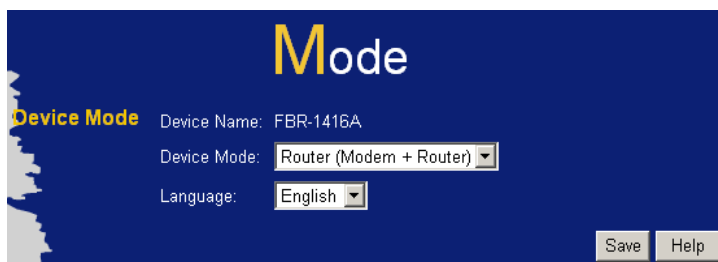 Mode
Device Mode
Device Name: FBR-1416A
Device Mode: Router (Modem + Router)
Language: English
Save Help